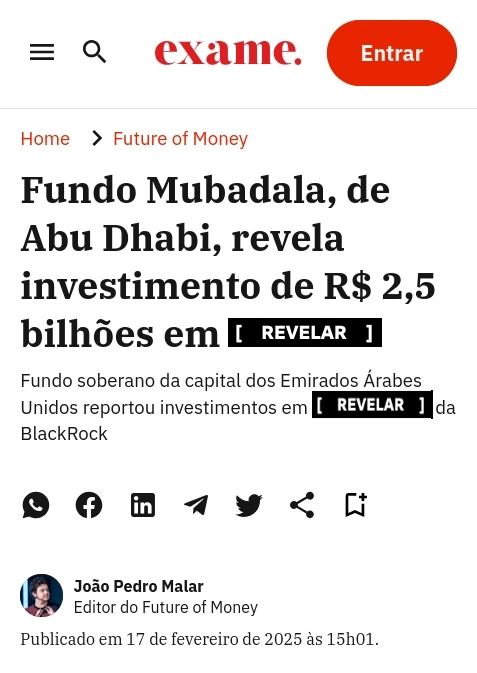 exame.
Entrar
Home > Future of Money
Fundo Mubadala, de
Abu Dhabi, revela
investimento de R$ 2,5
bilhões em [ REVELAR ]
Fundo soberano da capital dos Emirados Árabes
Unidos reportou investimentos em [ REVELAR ] da
BlackRock
João Pedro Malar
Editor do Future of Money
Publicado em 17 de fevereiro de 2025 às 15h01.